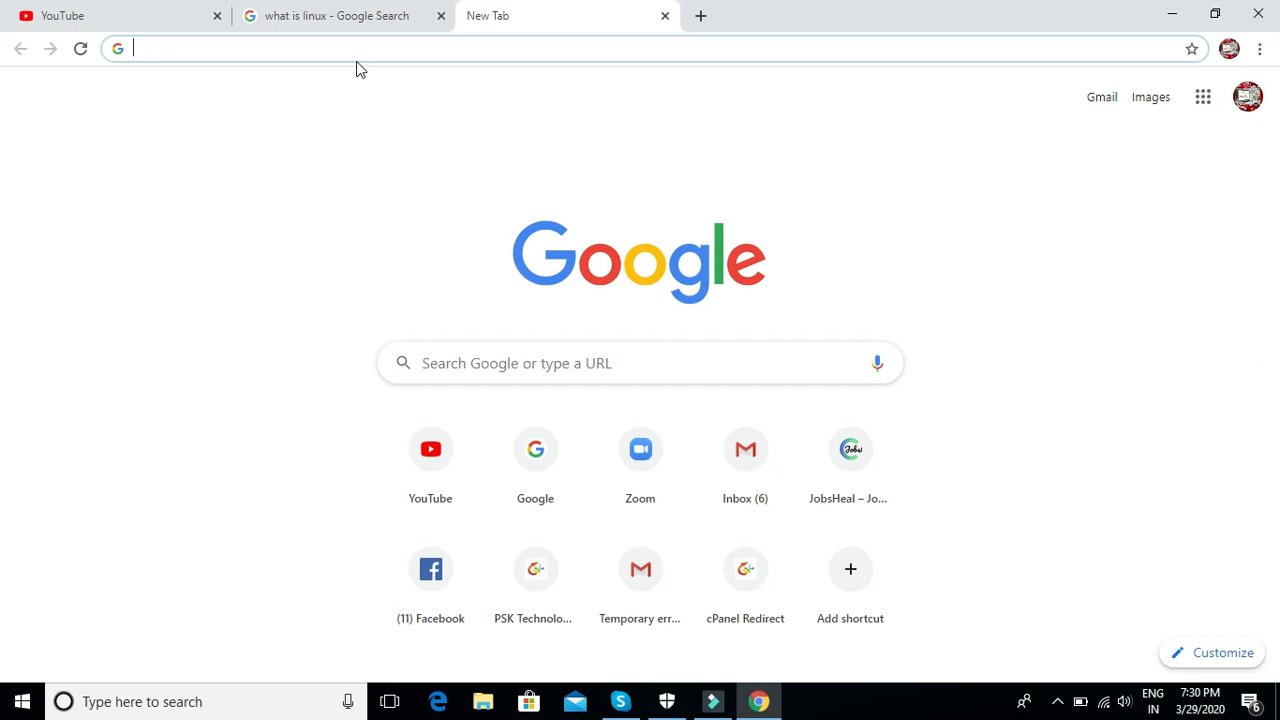 YouTube
what is linux - Google Search
New Tab
Gmail
Images
Google
Search Google or type a URL
YouTube
Google
Zoom
Inbox (6)
JobsHeal – Jo...
(11) Facebook
PSK Technolo...
Temporary err...
cPanel Redirect
Add shortcut
Customize
Type here to search
ENG
IN
7:30 PM
3/29/2020
6